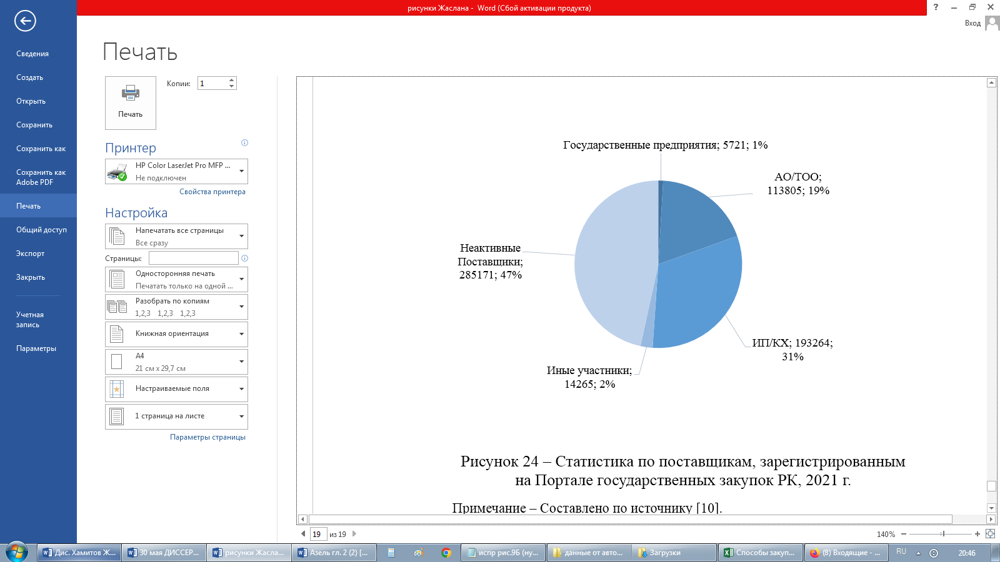 рисунки Жаслана - Word (Сбой активации продукта)
?
Вход
Сведения
Создать
Открыть
Сохранить
Сохранить как
Сохранить как
Adobe PDF
Печать
Общий доступ
Экспорт
Закрыть
Учетная
запись
Параметры
Печать
Печать
Копии: 1
Принтер
HP Color LaserJet Pro MFP ...
Не подключен
Свойства принтера
Настройка
Напечатать все страницы
Все сразу
Страницы:
Односторонняя печать
Печатать только на одной ...
Разобрать по копиям
1,2,3 1,2,3 1,2,3
Книжная ориентация
A4
21 см x 29,7 см
Настраиваемые поля
1 страница на листе
Параметры страницы
Государственные предприятия; 5721; 1%
АО/ТОО;
113805; 19%
Неактивные
Поставщики;
285171; 47%
ИП/КХ; 193264;
31%
Иные участники;
14265; 2%
Рисунок 24 – Статистика по поставщикам, зарегистрированным
на Портале государственных закупок РК, 2021 г.
Примечание – Составлено по источнику [10].
19 из 19
140%
Дис. Хамитов Ж...
30 мая ДИССЕР...
рисунки Жасла...
Азель гл. 2 (2) [...
испр рис.9Б (ну...
данные от авто...
Загрузки
Способы закуп...
(8) Входящие - ...
RU
20:46